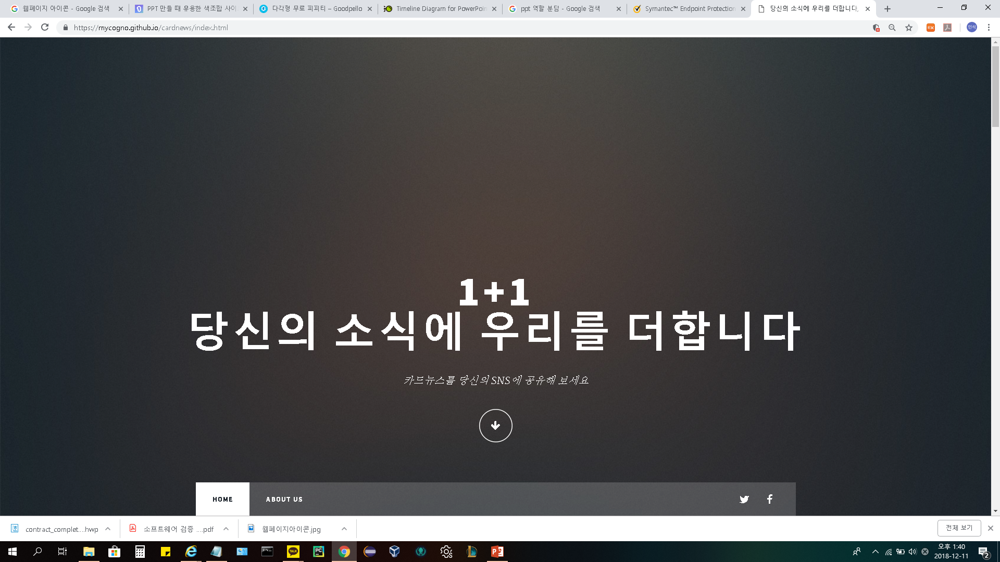 웹페이지 아이콘 - Google 검색
PPT 만들 때 유용한 색조합 사이
다각형 무료 피피티 – Goodpello
Timeline Diagram for PowerPoin
ppt 역할 분담 - Google 검색
Symantec™ Endpoint Protection
당신의 소식에 우리를 더합니다,
https://mycogno.github.io/cardnews/index.html
Ex
민석
1+1
당신의 소식에 우리를 더합니다
카드뉴스를 당신의 SNS에 공유해 보세요
HOME
ABOUT US
contract_complet....hwp
소프트웨어 검증 ....pdf
웹페이지아이콘.jpg
전체 보기
TALK
PC
오후 1:40
2018-12-11
2